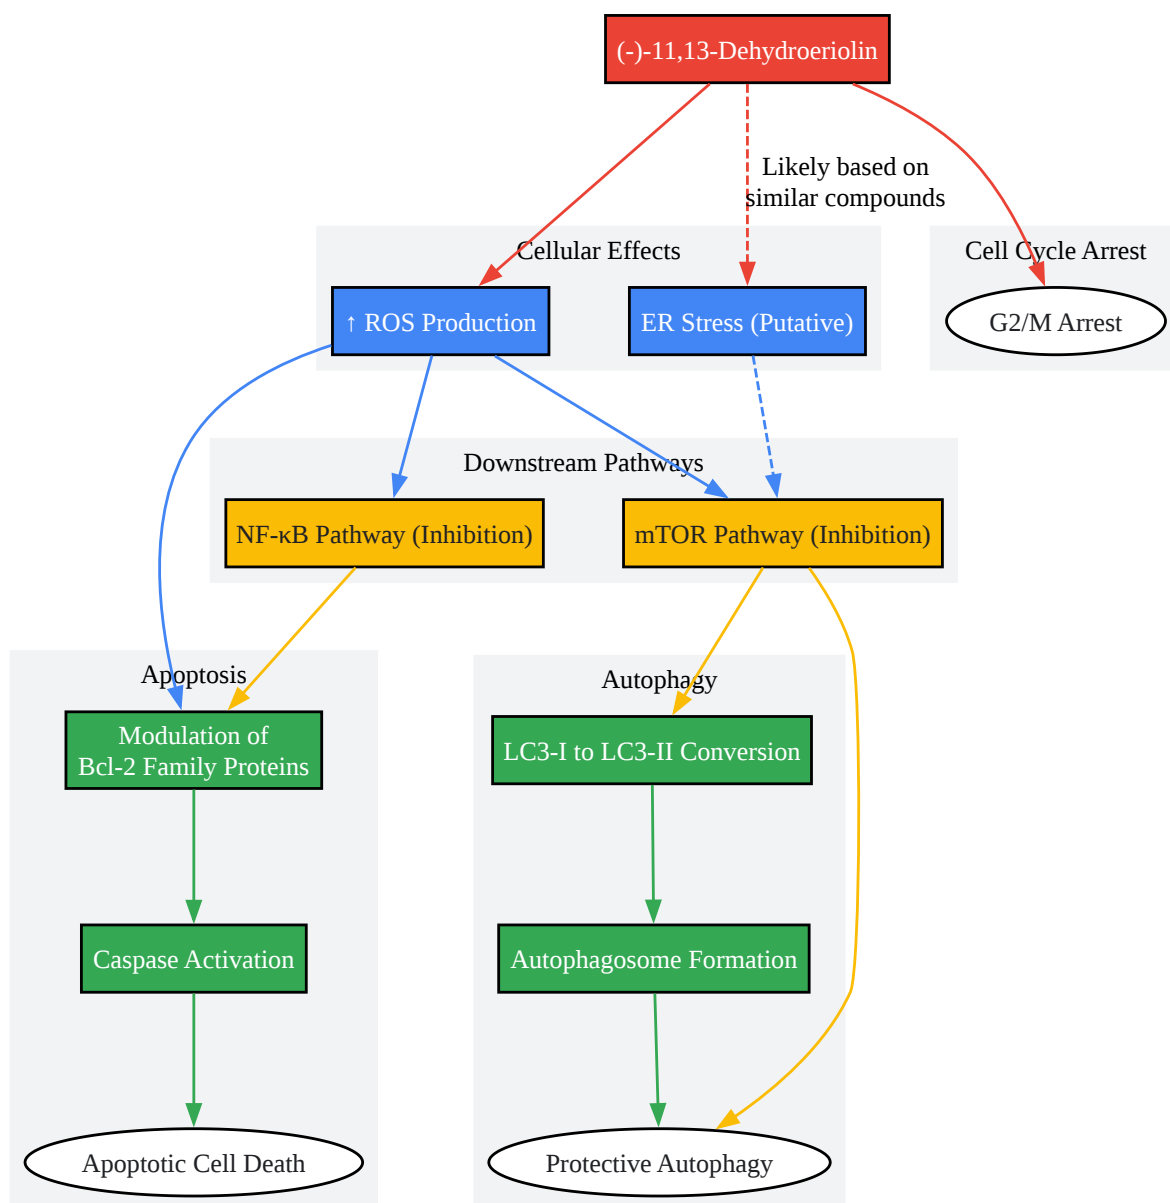 (-)-11,13-Dehydroeriolin
Likely based on
similar compounds
Cellular Effects
Cell Cycle Arrest
↑ ROS Production
ER Stress (Putative)
G2/M Arrest
Downstream Pathways
NF-κB Pathway (Inhibition)
mTOR Pathway (Inhibition)
Apoptosis
Autophagy
Modulation of
Bcl-2 Family Proteins
LC3-I to LC3-II Conversion
Caspase Activation
Autophagosome Formation
Apoptotic Cell Death
Protective Autophagy